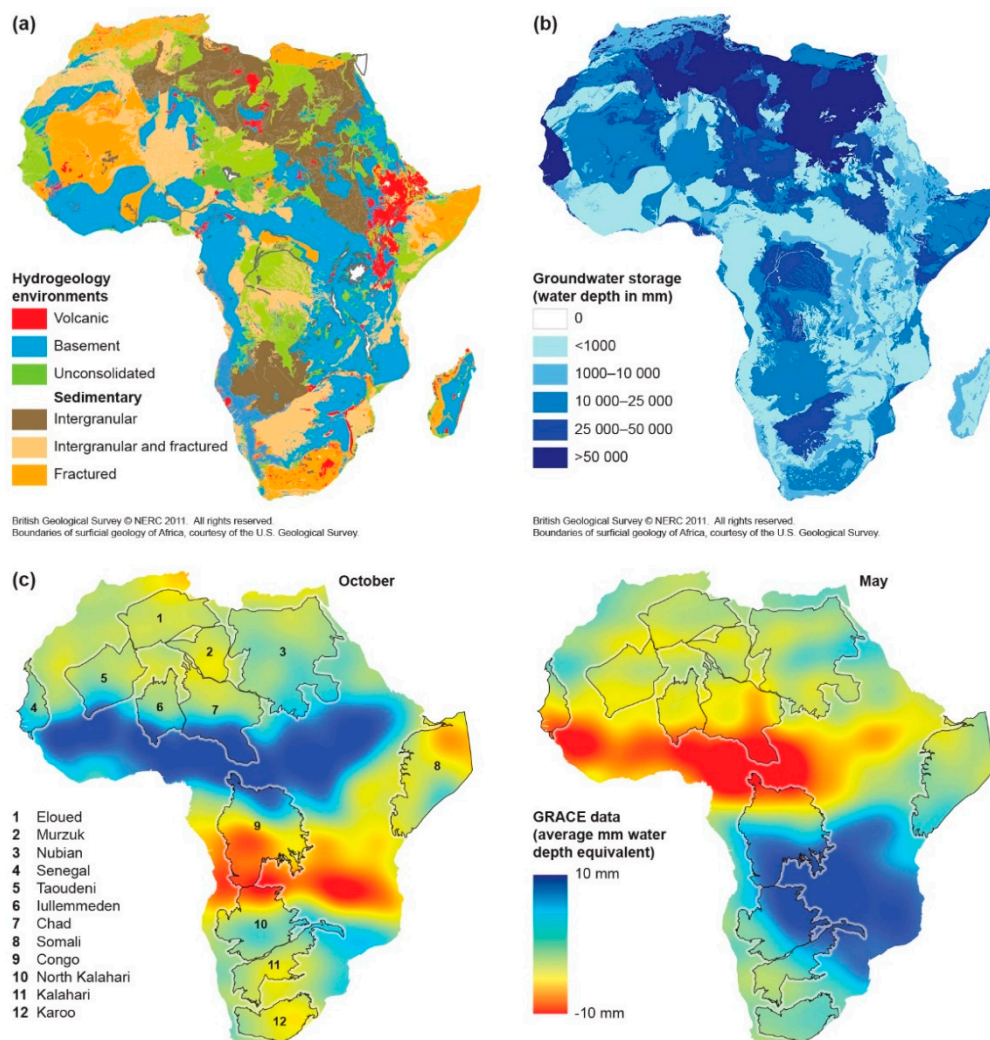 (a)
Hydrogeology
environments
Volcanic
Basement
Unconsolidated
Sedimentary
Intergranular
Intergranular and fractured
Fractured
British Geological Survey © NERC 2011. All rights reserved.
Boundaries of surficial geology of Africa, courtesy of the U.S. Geological Survey.
(b)
Groundwater storage
(water depth in mm)
0
<1000
1000–10 000
10 000–25 000
25 000–50 000
>50 000
British Geological Survey © NERC 2011. All rights reserved.
Boundaries of surficial geology of Africa, courtesy of the U.S. Geological Survey.
(c)
October
1
2
3
4
5
6
7
8
9
10
11
12
1 Eloued
2 Murzuk
3 Nubian
4 Senegal
5 Taoudeni
6 Iullemmeden
7 Chad
8 Somali
9 Congo
10 North Kalahari
11 Kalahari
12 Karoo
May
GRACE data
(average mm water
depth equivalent)
10 mm
-10 mm